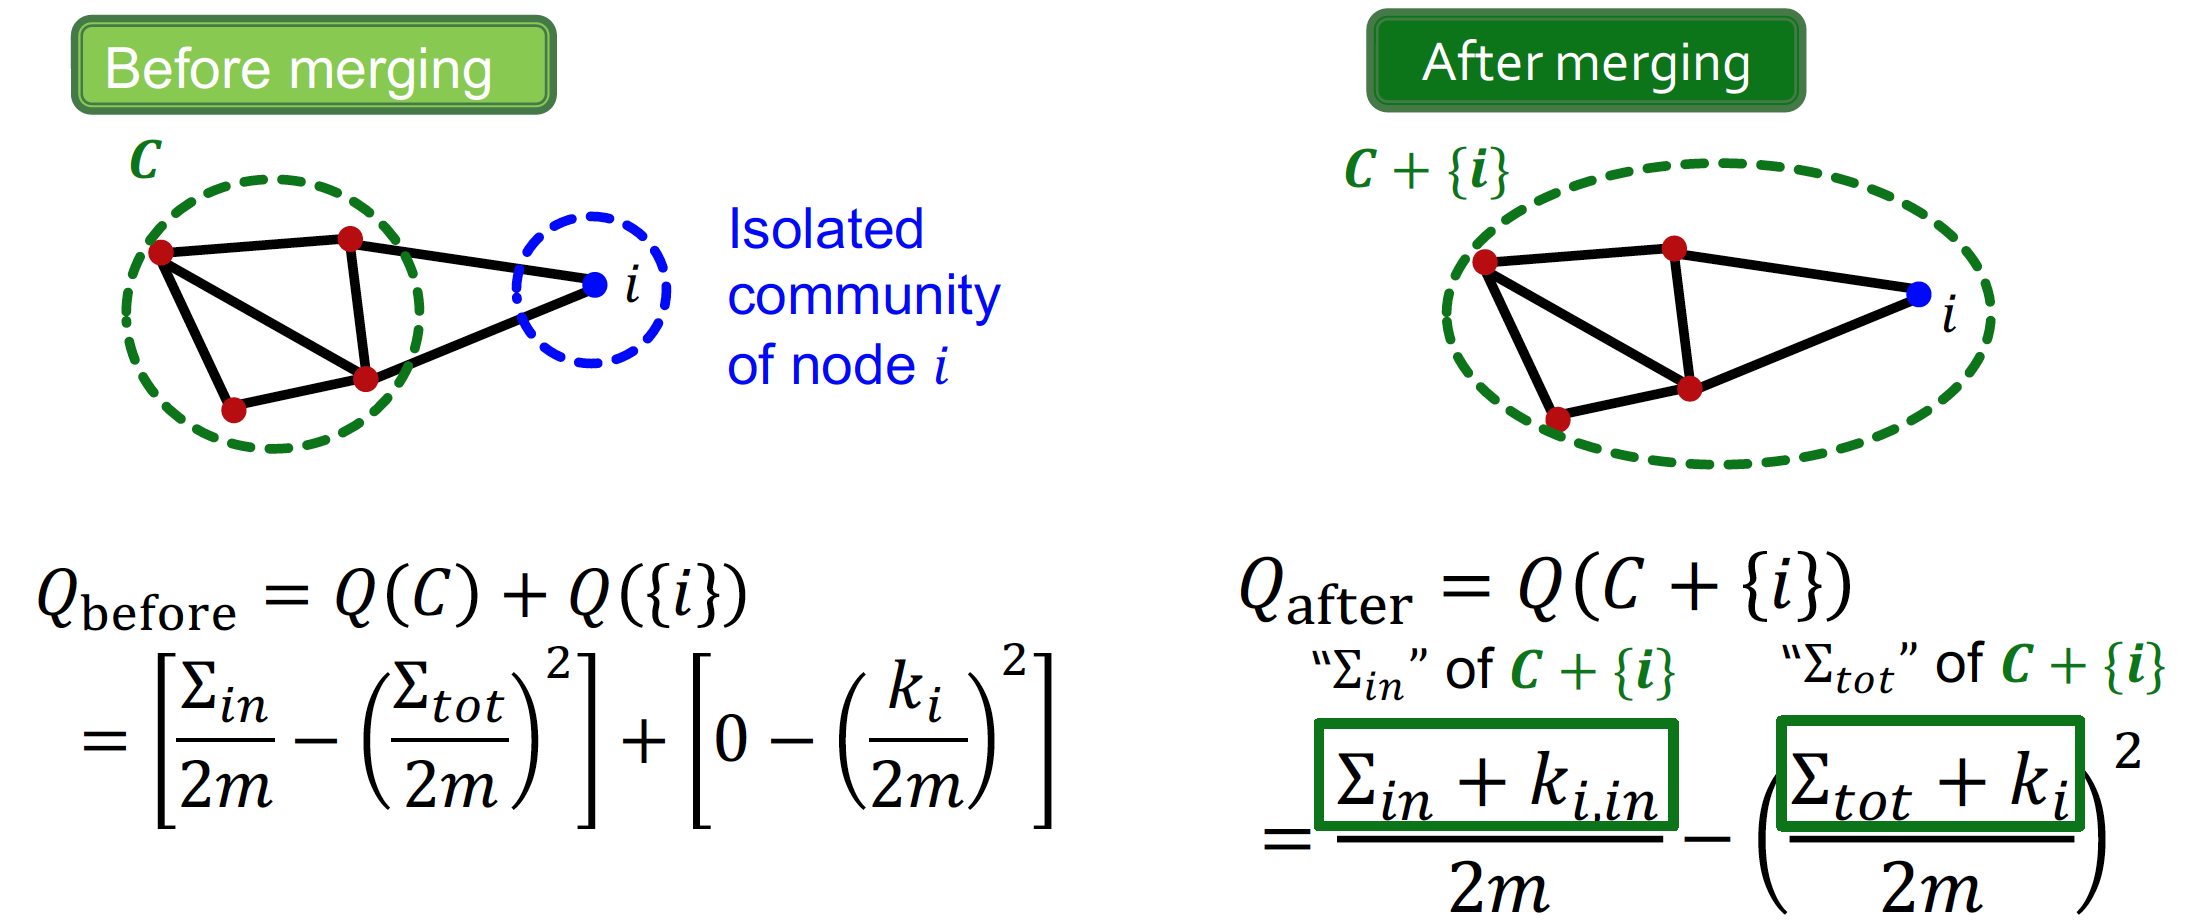 Before merging
C
i
Isolated
community
of node i
Q_before = Q(C) + Q({i})
= [Σ_in/2m − (Σ_tot/2m)²] + [0 − (k_i/2m)²]
After merging
C + {i}
i
Q_after = Q(C + {i})
“Σ_in” of C + {i} “Σ_tot” of C + {i}
= (Σ_in + k_i,in)/2m − ((Σ_tot + k_i)/2m)²